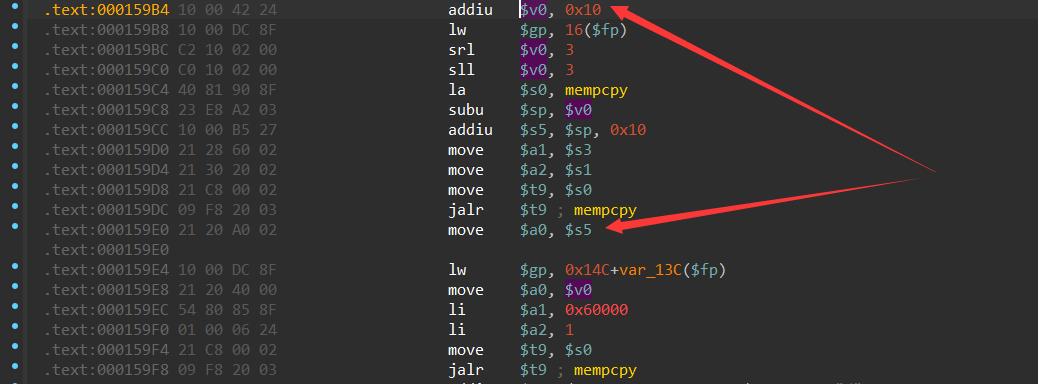 .text:000159B4 10 00 42 24 addiu $v0, 0x10
.text:000159B8 10 00 DC 8F lw $gp, 16($fp)
.text:000159BC C2 10 02 00 srl $v0, 3
.text:000159C0 C0 10 02 00 sll $v0, 3
.text:000159C4 40 81 90 8F la $s0, mempcpy
.text:000159C8 23 E8 A2 03 subu $sp, $v0
.text:000159CC 10 00 B5 27 addiu $s5, $sp, 0x10
.text:000159D0 21 28 60 02 move $a1, $s3
.text:000159D4 21 30 20 02 move $a2, $s1
.text:000159D8 21 C8 00 02 move $t9, $s0
.text:000159DC 09 F8 20 03 jalr $t9 ; mempcpy
.text:000159E0 21 20 A0 02 move $a0, $s5
.text:000159E0
.text:000159E4 10 00 DC 8F lw $gp, 0x14C+var_13C($fp)
.text:000159E8 21 20 40 00 move $a0, $v0
.text:000159EC 54 80 85 8F li $a1, 0x60000
.text:000159F0 01 00 06 24 li $a2, 1
.text:000159F4 21 C8 00 02 move $t9, $s0
.text:000159F8 09 F8 20 03 jalr $t9 ; mempcpy